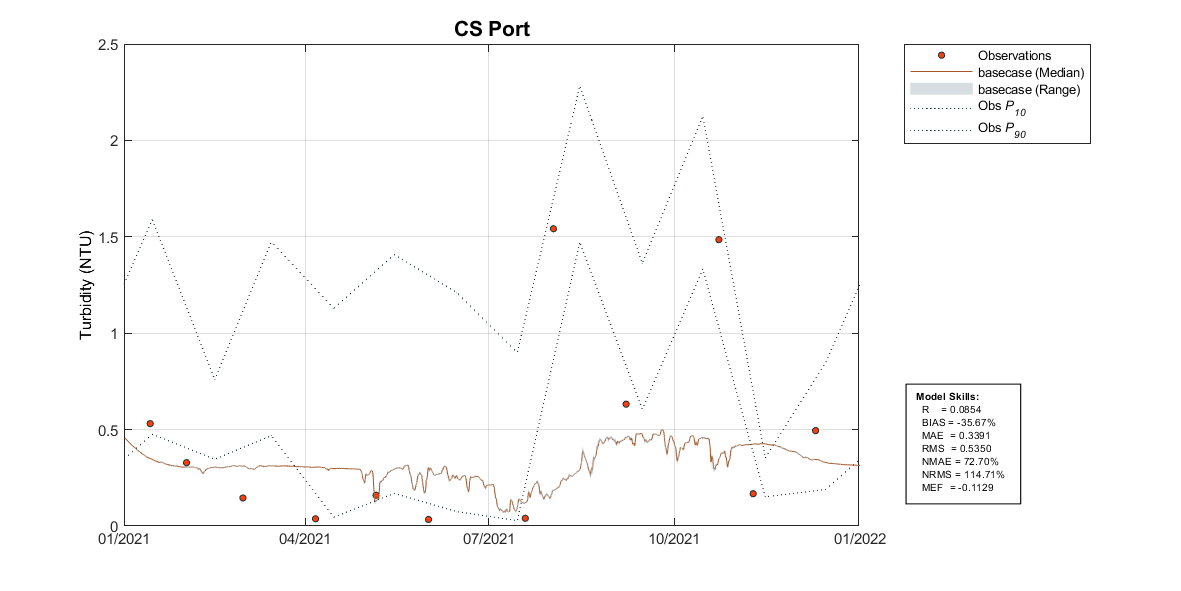 CS Port
2.5
2
1.5
1
0.5
0
Turbidity (NTU)
01/2021
04/2021
07/2021
10/2021
01/2022
Observations
basecase (Median)
basecase (Range)
Obs P10
Obs P90
Model Skills:
R = 0.0854
BIAS = -35.67%
MAE = 0.3391
RMS = 0.5350
NMAE = 72.70%
NRMS = 114.71%
MEF = -0.1129